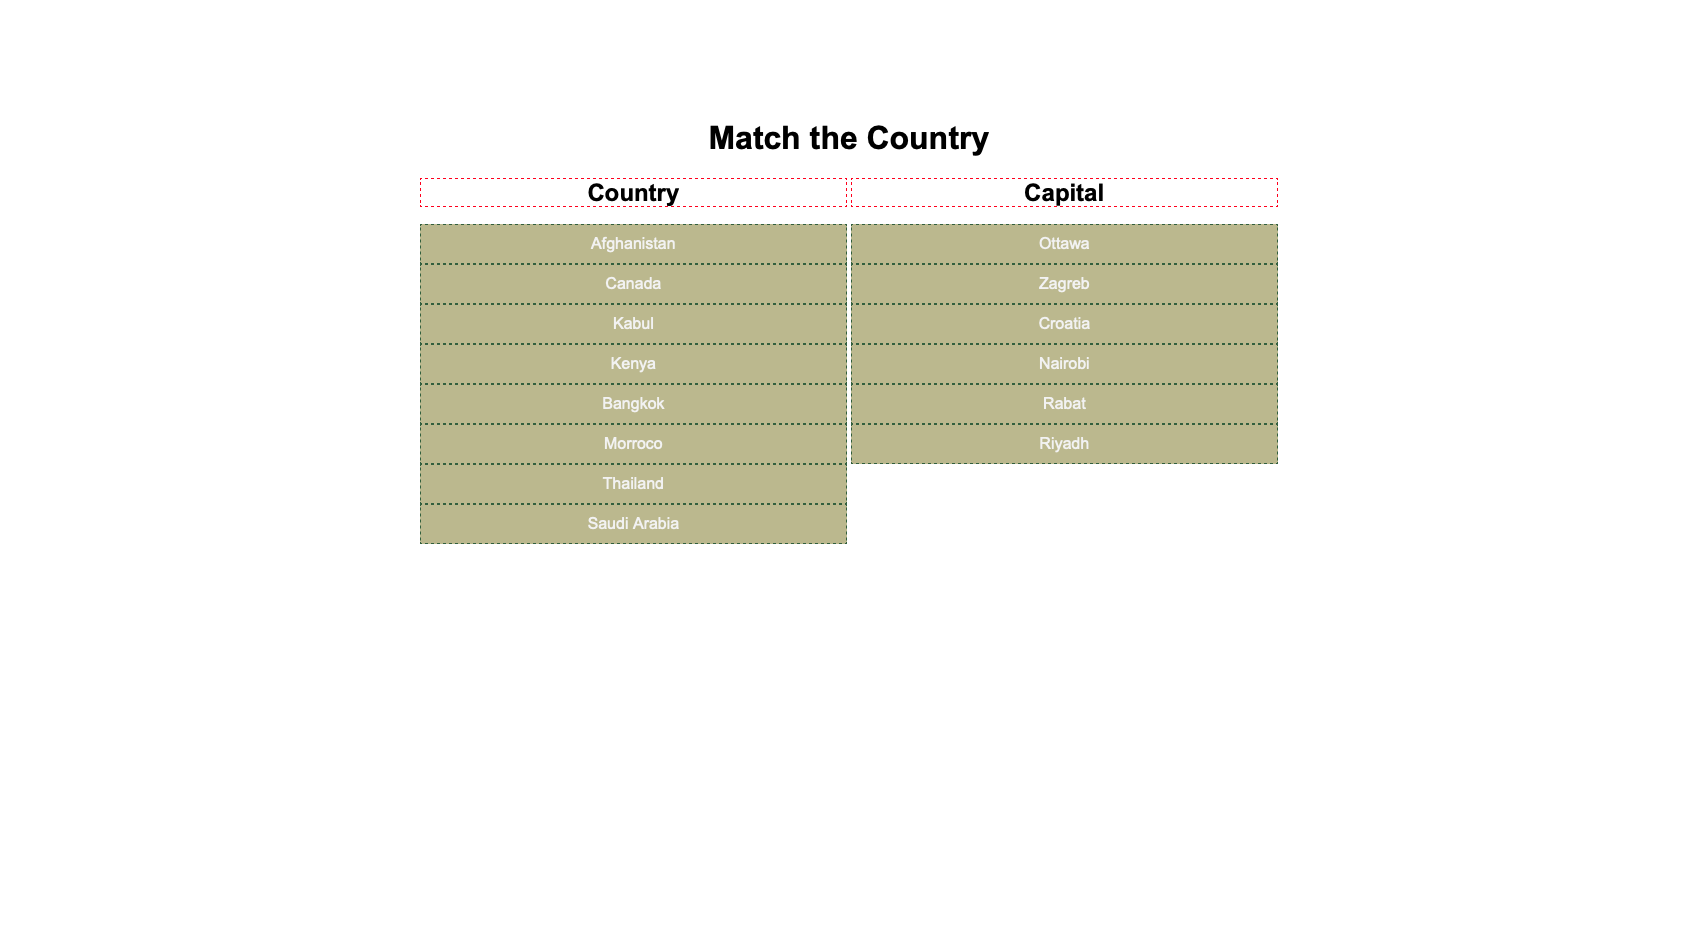 Match the Country
Country Capital
Afghanistan Ottawa
Canada Zagreb
Kabul Croatia
Kenya Nairobi
Bangkok Rabat
Morroco Riyadh
Thailand
Saudi Arabia